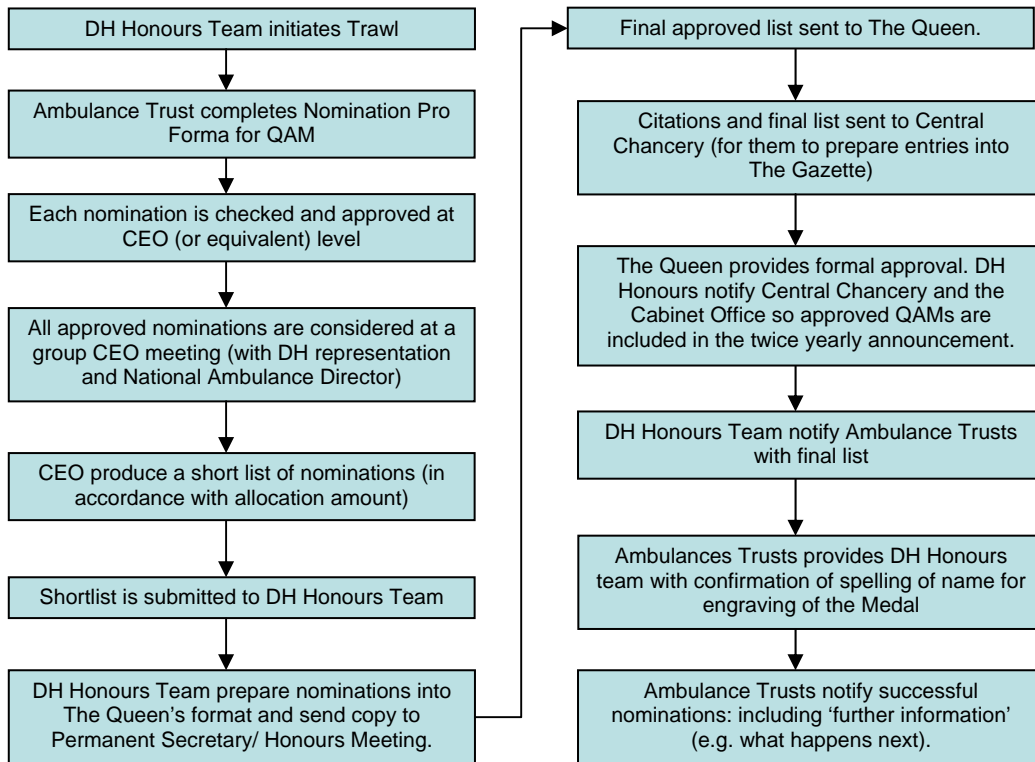 DH Honours Team initiates Trawl
Ambulance Trust completes Nomination Pro
Forma for QAM
Each nomination is checked and approved at
CEO (or equivalent) level
All approved nominations are considered at a
group CEO meeting (with DH representation
and National Ambulance Director)
CEO produce a short list of nominations (in
accordance with allocation amount)
Shortlist is submitted to DH Honours Team
DH Honours Team prepare nominations into
The Queen's format and send copy to
Permanent Secretary/ Honours Meeting.
Final approved list sent to The Queen.
Citations and final list sent to Central
Chancery (for them to prepare entries into
The Gazette)
The Queen provides formal approval. DH
Honours notify Central Chancery and the
Cabinet Office so approved QAMs are
included in the twice yearly announcement.
DH Honours Team notify Ambulance Trusts
with final list
Ambulances Trusts provides DH Honours
team with confirmation of spelling of name for
engraving of the Medal
Ambulance Trusts notify successful
nominations: including ‘further information’
(e.g. what happens next).